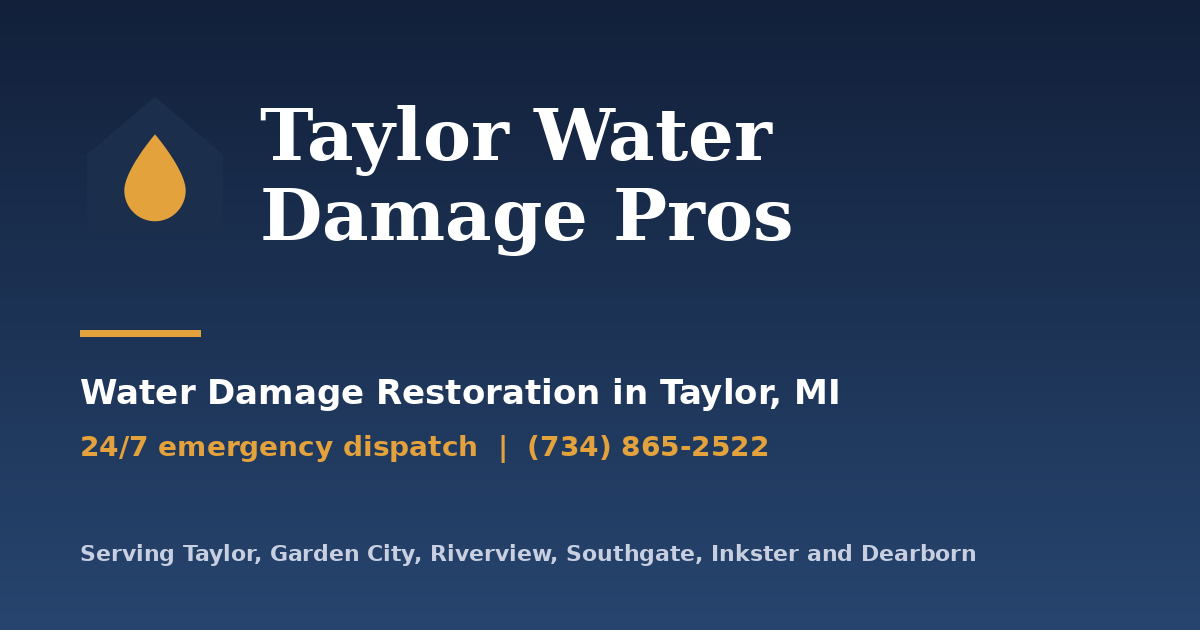 Taylor Water
Damage Pros
Water Damage Restoration in Taylor, MI
24/7 emergency dispatch | (734) 865-2522
Serving Taylor, Garden City, Riverview, Southgate, Inkster and Dearborn